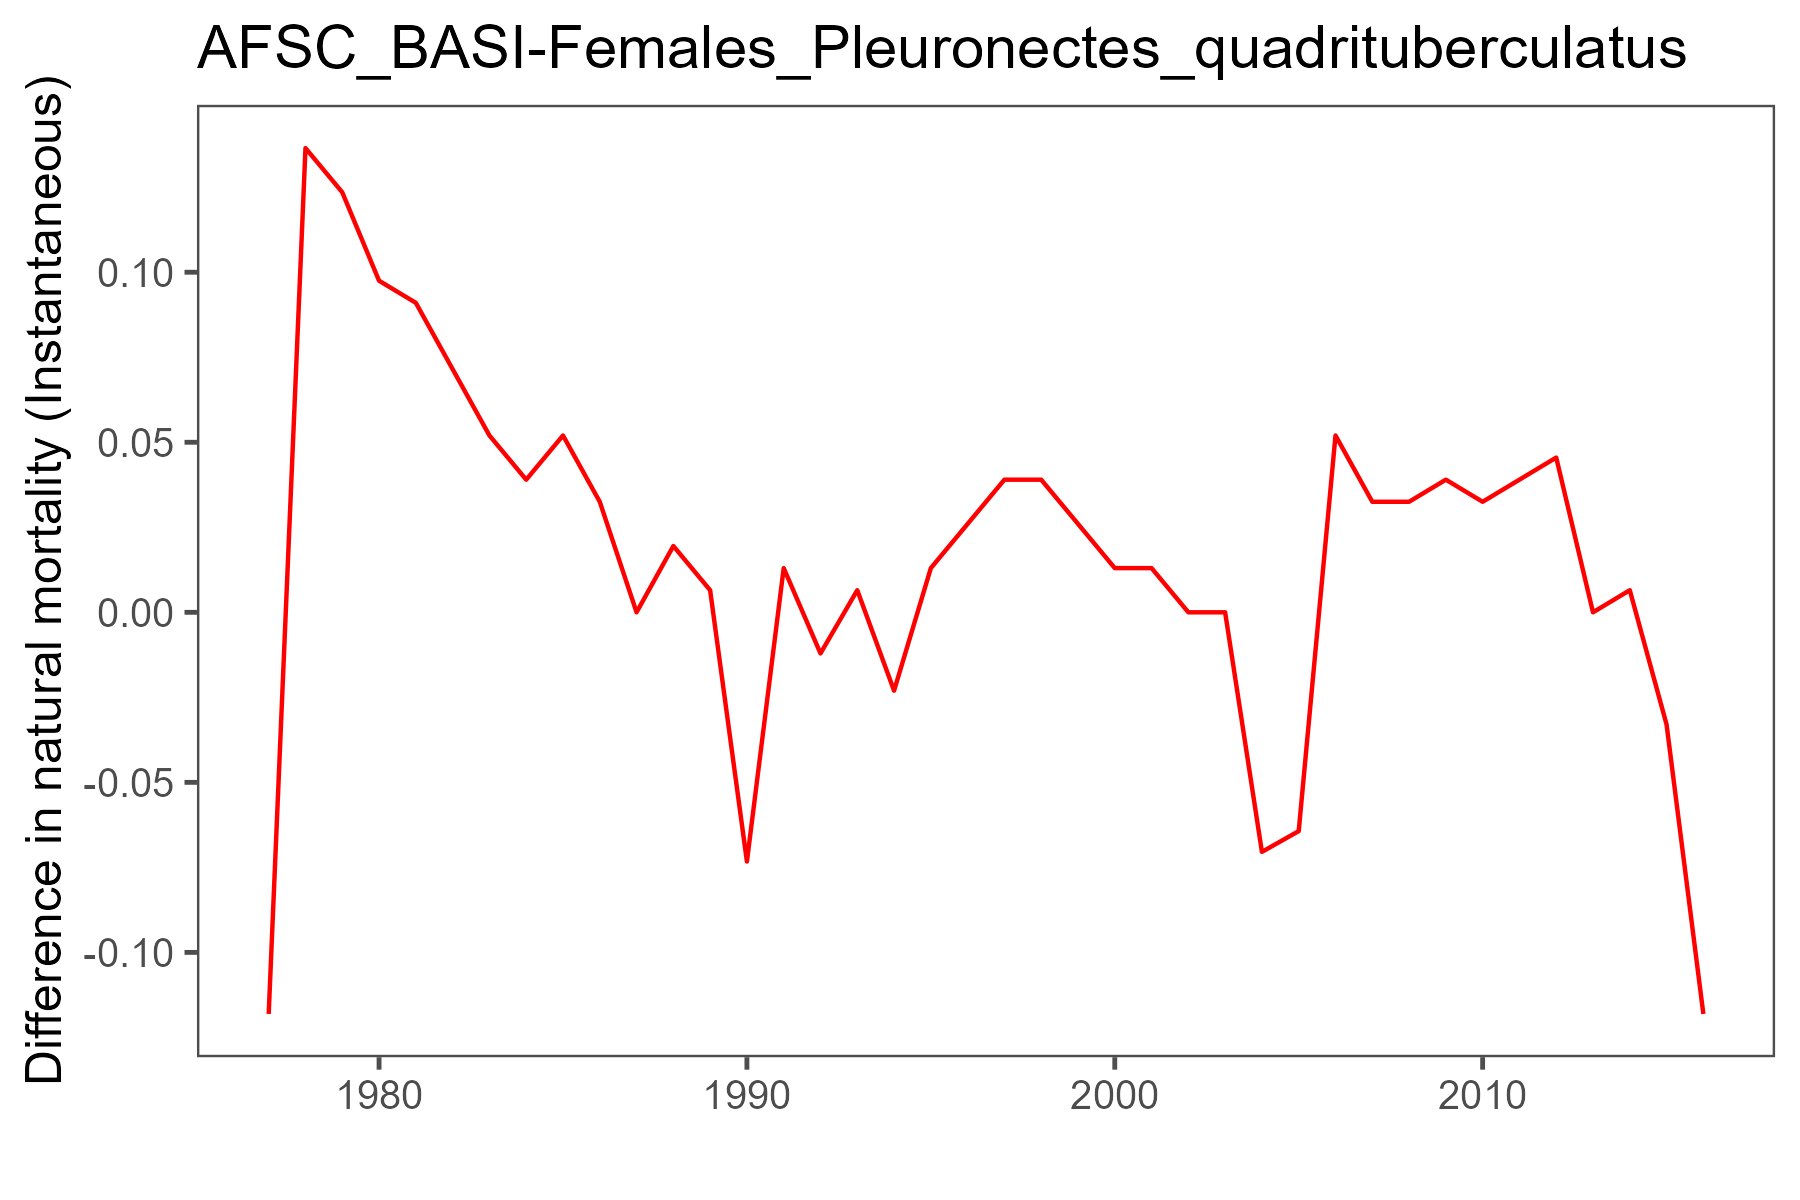 AFSC_BASI-Females_Pleuronectes_quadrituberculatus
Difference in natural mortality (Instantaneous)
0.10
0.05
0.00
-0.05
-0.10
1980 1990 2000 2010